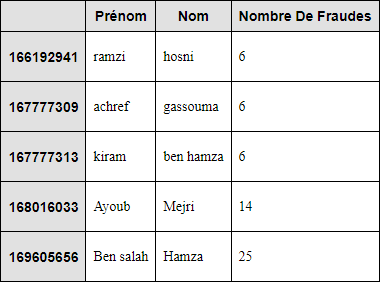 Prénom Nom Nombre De Fraudes
166192941 ramzi hosni 6
167777309 achref gassouma 6
167777313 kiram ben hamza 6
168016033 Ayoub Mejri 14
169605656 Ben salah Hamza 25